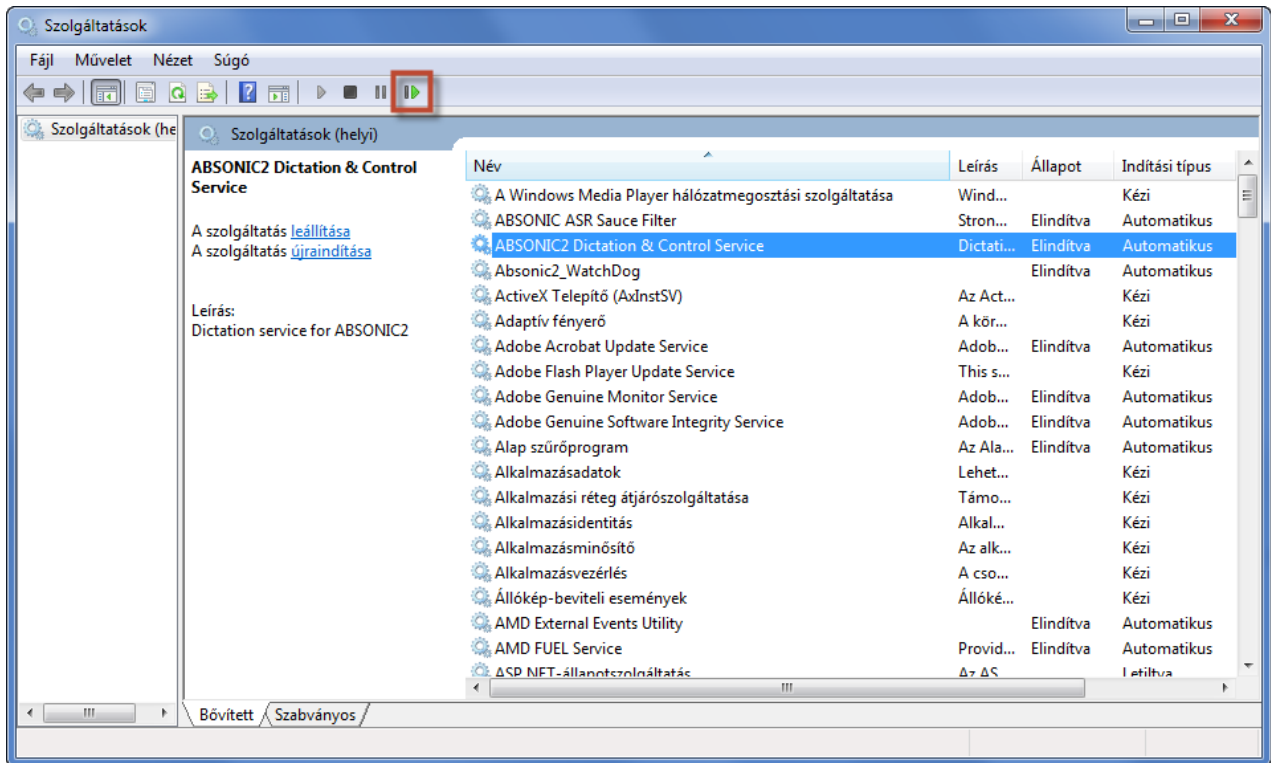 Szolgáltatások
Fájl Művelet Nézet Súgó
Szolgáltatások (he
Szolgáltatások (helyi)
ABSONIC2 Dictation & Control
Service
A szolgáltatás leállítása
A szolgáltatás újraindítása
Leírás:
Dictation service for ABSONIC2
Név Leírás Állapot Indítási típus
A Windows Media Player hálózatmegosztási szolgáltatása Wind... Kézi
ABSONIC ASR Sauce Filter Stron... Elindítva Automatikus
ABSONIC2 Dictation & Control Service Dictati... Elindítva Automatikus
Absonic2_WatchDog Elindítva Automatikus
ActiveX Telepítő (AxInstSV) Az Act... Kézi
Adaptív fényerő A kör... Kézi
Adobe Acrobat Update Service Adob... Elindítva Automatikus
Adobe Flash Player Update Service This s... Kézi
Adobe Genuine Monitor Service Adob... Elindítva Automatikus
Adobe Genuine Software Integrity Service Adob... Elindítva Automatikus
Alap szűrőprogram Az Ala... Elindítva Automatikus
Alkalmazásadatok Lehet... Kézi
Alkalmazási réteg átjárószolgáltatása Támo... Kézi
Alkalmazásidentitás Alkal... Kézi
Alkalmazásminősítő Az alk... Kézi
Alkalmazásvezérlés A cso... Kézi
Állókép-beviteli események Állóké... Kézi
AMD External Events Utility Elindítva Automatikus
AMD FUEL Service Provid... Elindítva Automatikus
ASP.NET-állapotszolgáltatás Az AS... Letiltva
Bővített Szabványos